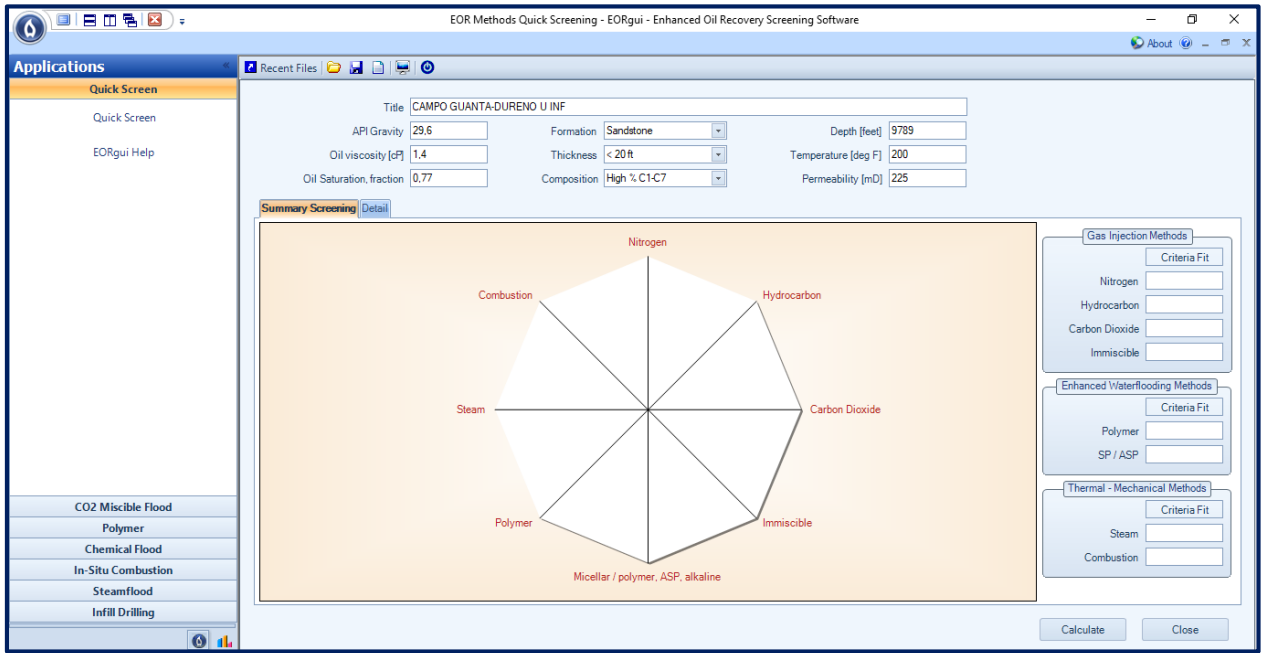 EOR Methods Quick Screening - EORgui - Enhanced Oil Recovery Screening Software
About
Applications
Recent Files
Quick Screen
Quick Screen
EORgui Help
Title CAMPO GUANTA-DURENO U INF
API Gravity 29,6 Formation Sandstone Depth [feet] 9789
Oil viscosity [cP] 1,4 Thickness < 20 ft Temperature [deg F] 200
Oil Saturation, fraction 0,77 Composition High % C1-C7 Permeability [mD] 225
Summary Screening Detail
Nitrogen
Combustion Hydrocarbon
Steam Carbon Dioxide
Polymer Immiscible
Micellar / polymer, ASP, alkaline
Gas Injection Methods
Criteria Fit
Nitrogen
Hydrocarbon
Carbon Dioxide
Immiscible
Enhanced Waterflooding Methods
Criteria Fit
Polymer
SP / ASP
Thermal - Mechanical Methods
Criteria Fit
Steam
Combustion
CO2 Miscible Flood
Polymer
Chemical Flood
In-Situ Combustion
Steamflood
Infill Drilling
Calculate Close